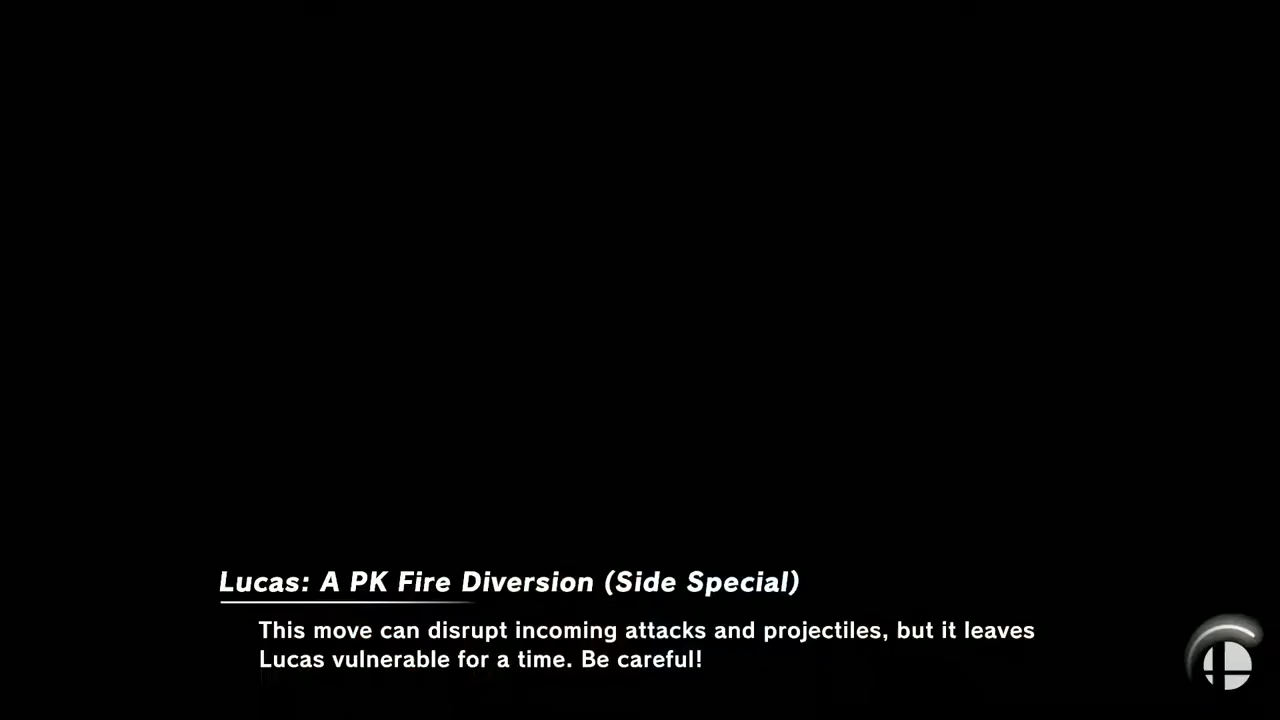 Lucas: A PK Fire Diversion (Side Special)
This move can disrupt incoming attacks and projectiles, but it leaves
Lucas vulnerable for a time. Be careful!